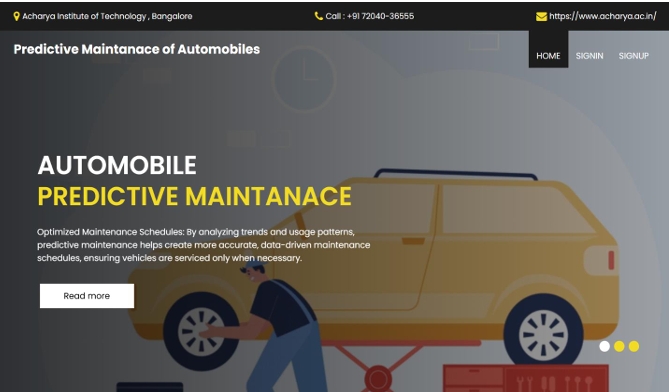 Acharya Institute of Technology , Bangalore
Call : +91 72040-36555
https://www.acharya.ac.in/
Predictive Maintanace of Automobiles
HOME SIGNIN SIGNUP
AUTOMOBILE
PREDICTIVE MAINTANACE
Optimized Maintenance Schedules: By analyzing trends and usage patterns,
predictive maintenance helps create more accurate, data-driven maintenance
schedules, ensuring vehicles are serviced only when necessary.
Read more